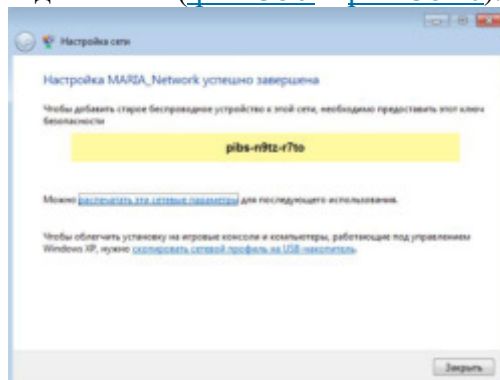 Настройка сети
Настройка MARIA_Network успешно завершена
Чтобы добавить старое беспроводное устройство к этой сети, необходимо предоставить этот ключ
безопасности
pibs-n9tz-r7to
Можно распечатать эти сетевые параметры для последующего использования.
Чтобы облегчить установку на игровые консоли и компьютеры, работающие под управлением
Windows XP, нужно скопировать сетевой профиль на USB-накопитель.
Закрыть